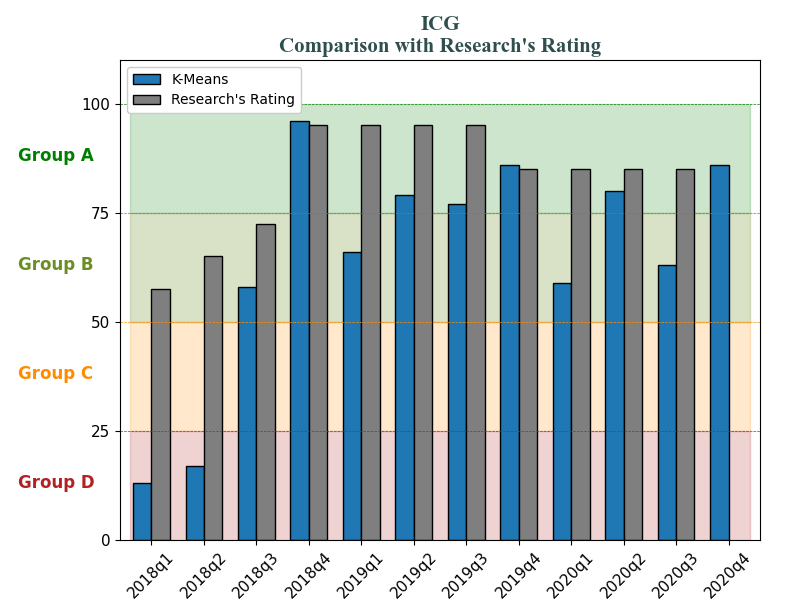 ICG
Comparison with Research's Rating
K-Means
Research's Rating
100
75
50
25
0
Group A
Group B
Group C
Group D
2018q1
2018q2
2018q3
2018q4
2019q1
2019q2
2019q3
2019q4
2020q1
2020q2
2020q3
2020q4